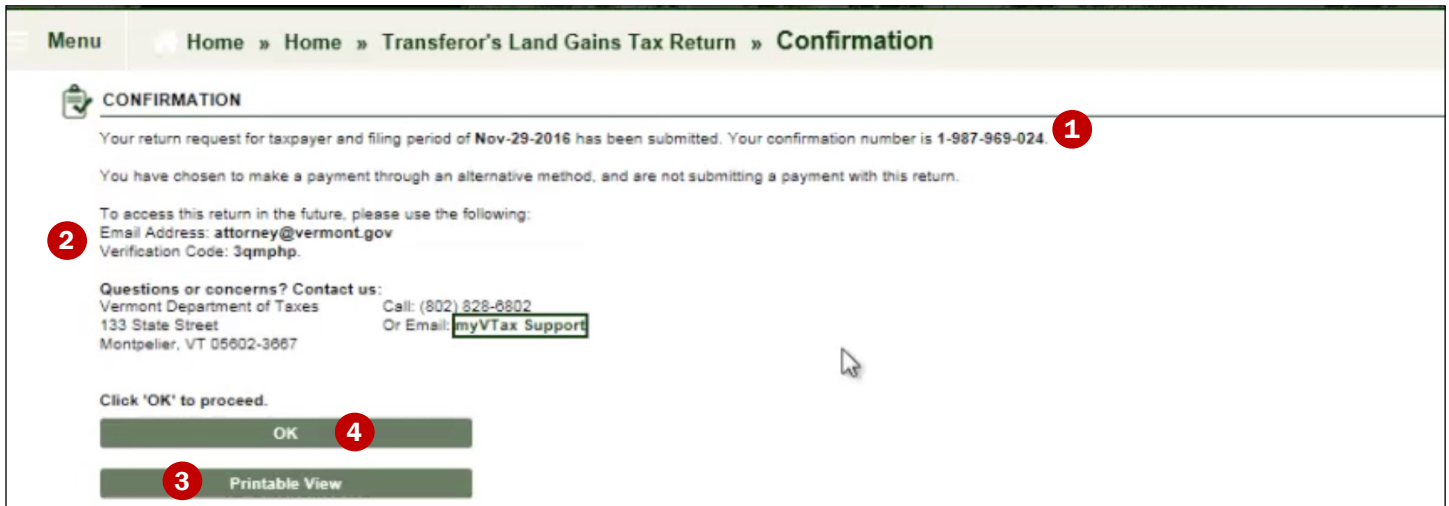 Menu Home » Home » Transferor's Land Gains Tax Return » Confirmation
CONFIRMATION
Your return request for taxpayer and filing period of Nov-29-2016 has been submitted. Your confirmation number is 1-987-969-024. 1
You have chosen to make a payment through an alternative method, and are not submitting a payment with this return.
To access this return in the future, please use the following:
2 Email Address: attorney@vermont.gov
Verification Code: 3qmphp.
Questions or concerns? Contact us:
Vermont Department of Taxes Call: (802) 828-6802
133 State Street Or Email: myVTax Support
Montpelier, VT 05602-3667
Click 'OK' to proceed.
OK 4
3 Printable View